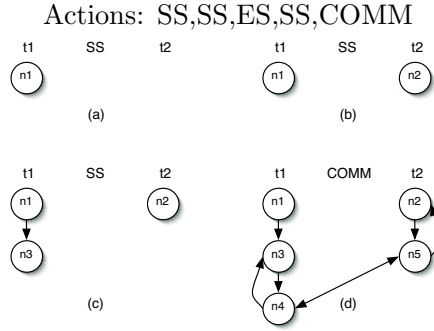 Actions: SS,SS,ES,SS,COMM
t1 SS t2
n1
(a)
t1 SS t2
n1 n2
(b)
t1 SS t2
n1 n2
n3
(c)
t1 COMM t2
n1 n2
n3 n5
n4
(d)